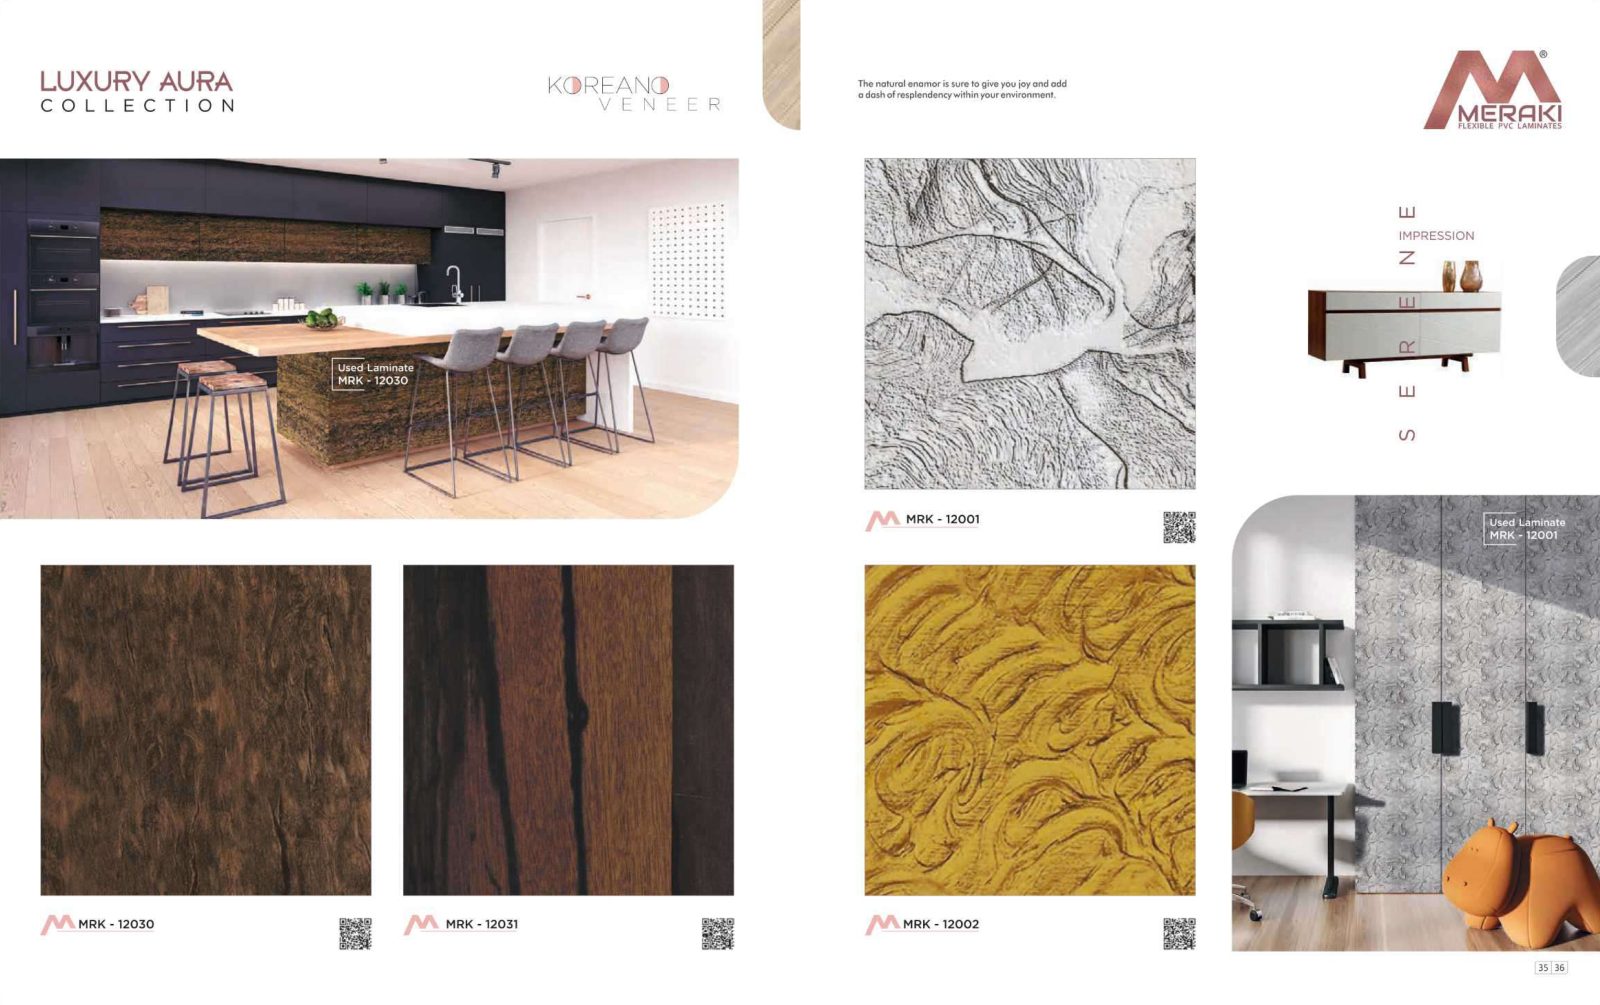 LUXURY AURA
COLLECTION
KOREANO
VENEER
Used Laminate
MRK - 12030
MRK - 12030
MRK - 12031
The natural enamor is sure to give you joy and add
a dash of resplendency within your environment.
MERAKI®
FLEXIBLE PVC LAMINATES
MRK - 12001
SERENE
IMPRESSION
Used Laminate
MRK - 12001
MRK - 12002
35 36